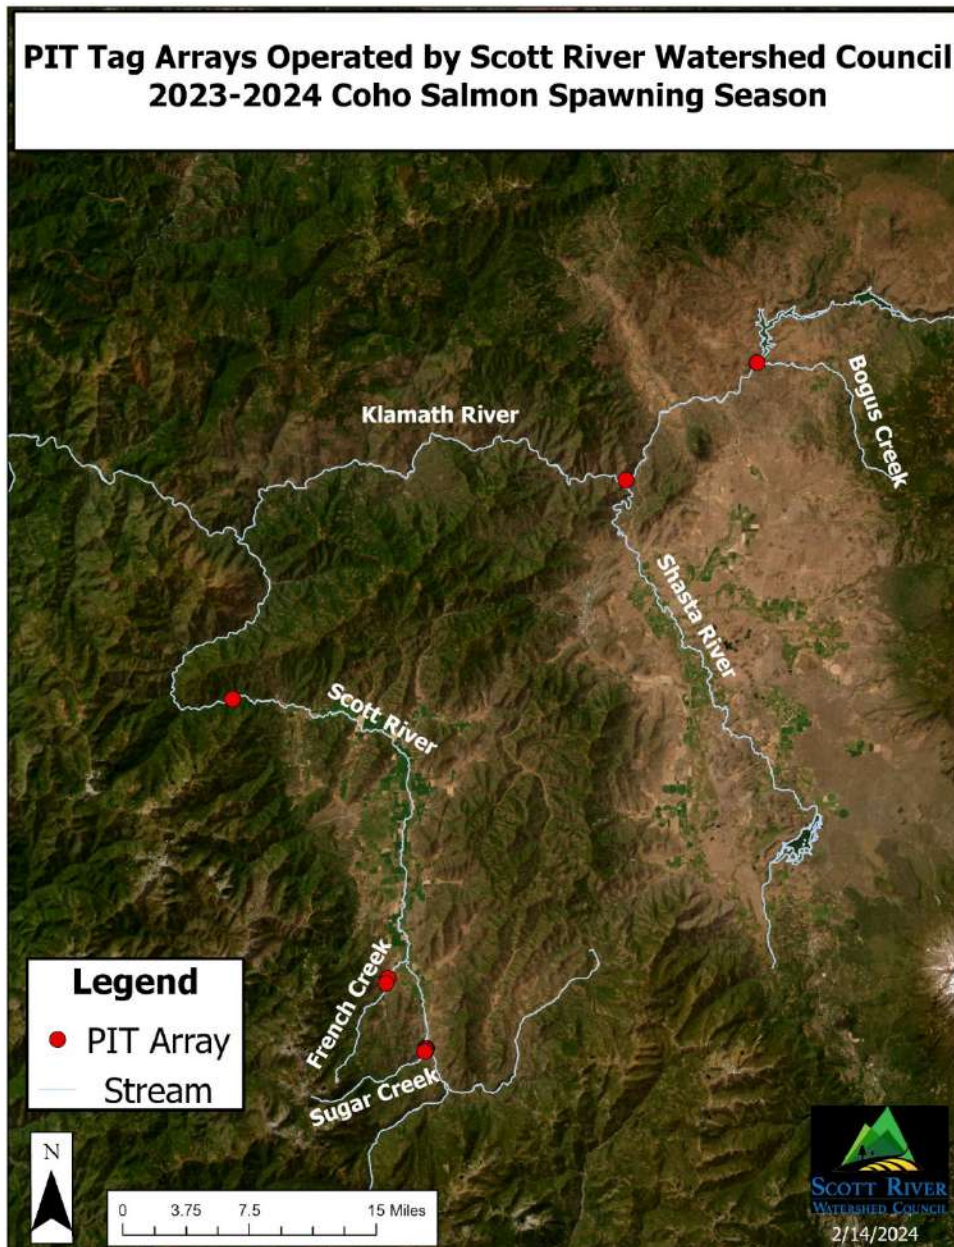 PIT Tag Arrays Operated by Scott River Watershed Council
2023-2024 Coho Salmon Spawning Season
Klamath River
Bogus Creek
Shasta River
Scott River
French Creek
Sugar Creek
Legend
PIT Array
Stream
N
0 3.75 7.5 15 Miles
SCOTT RIVER
WATERSHED COUNCIL
2/14/2024